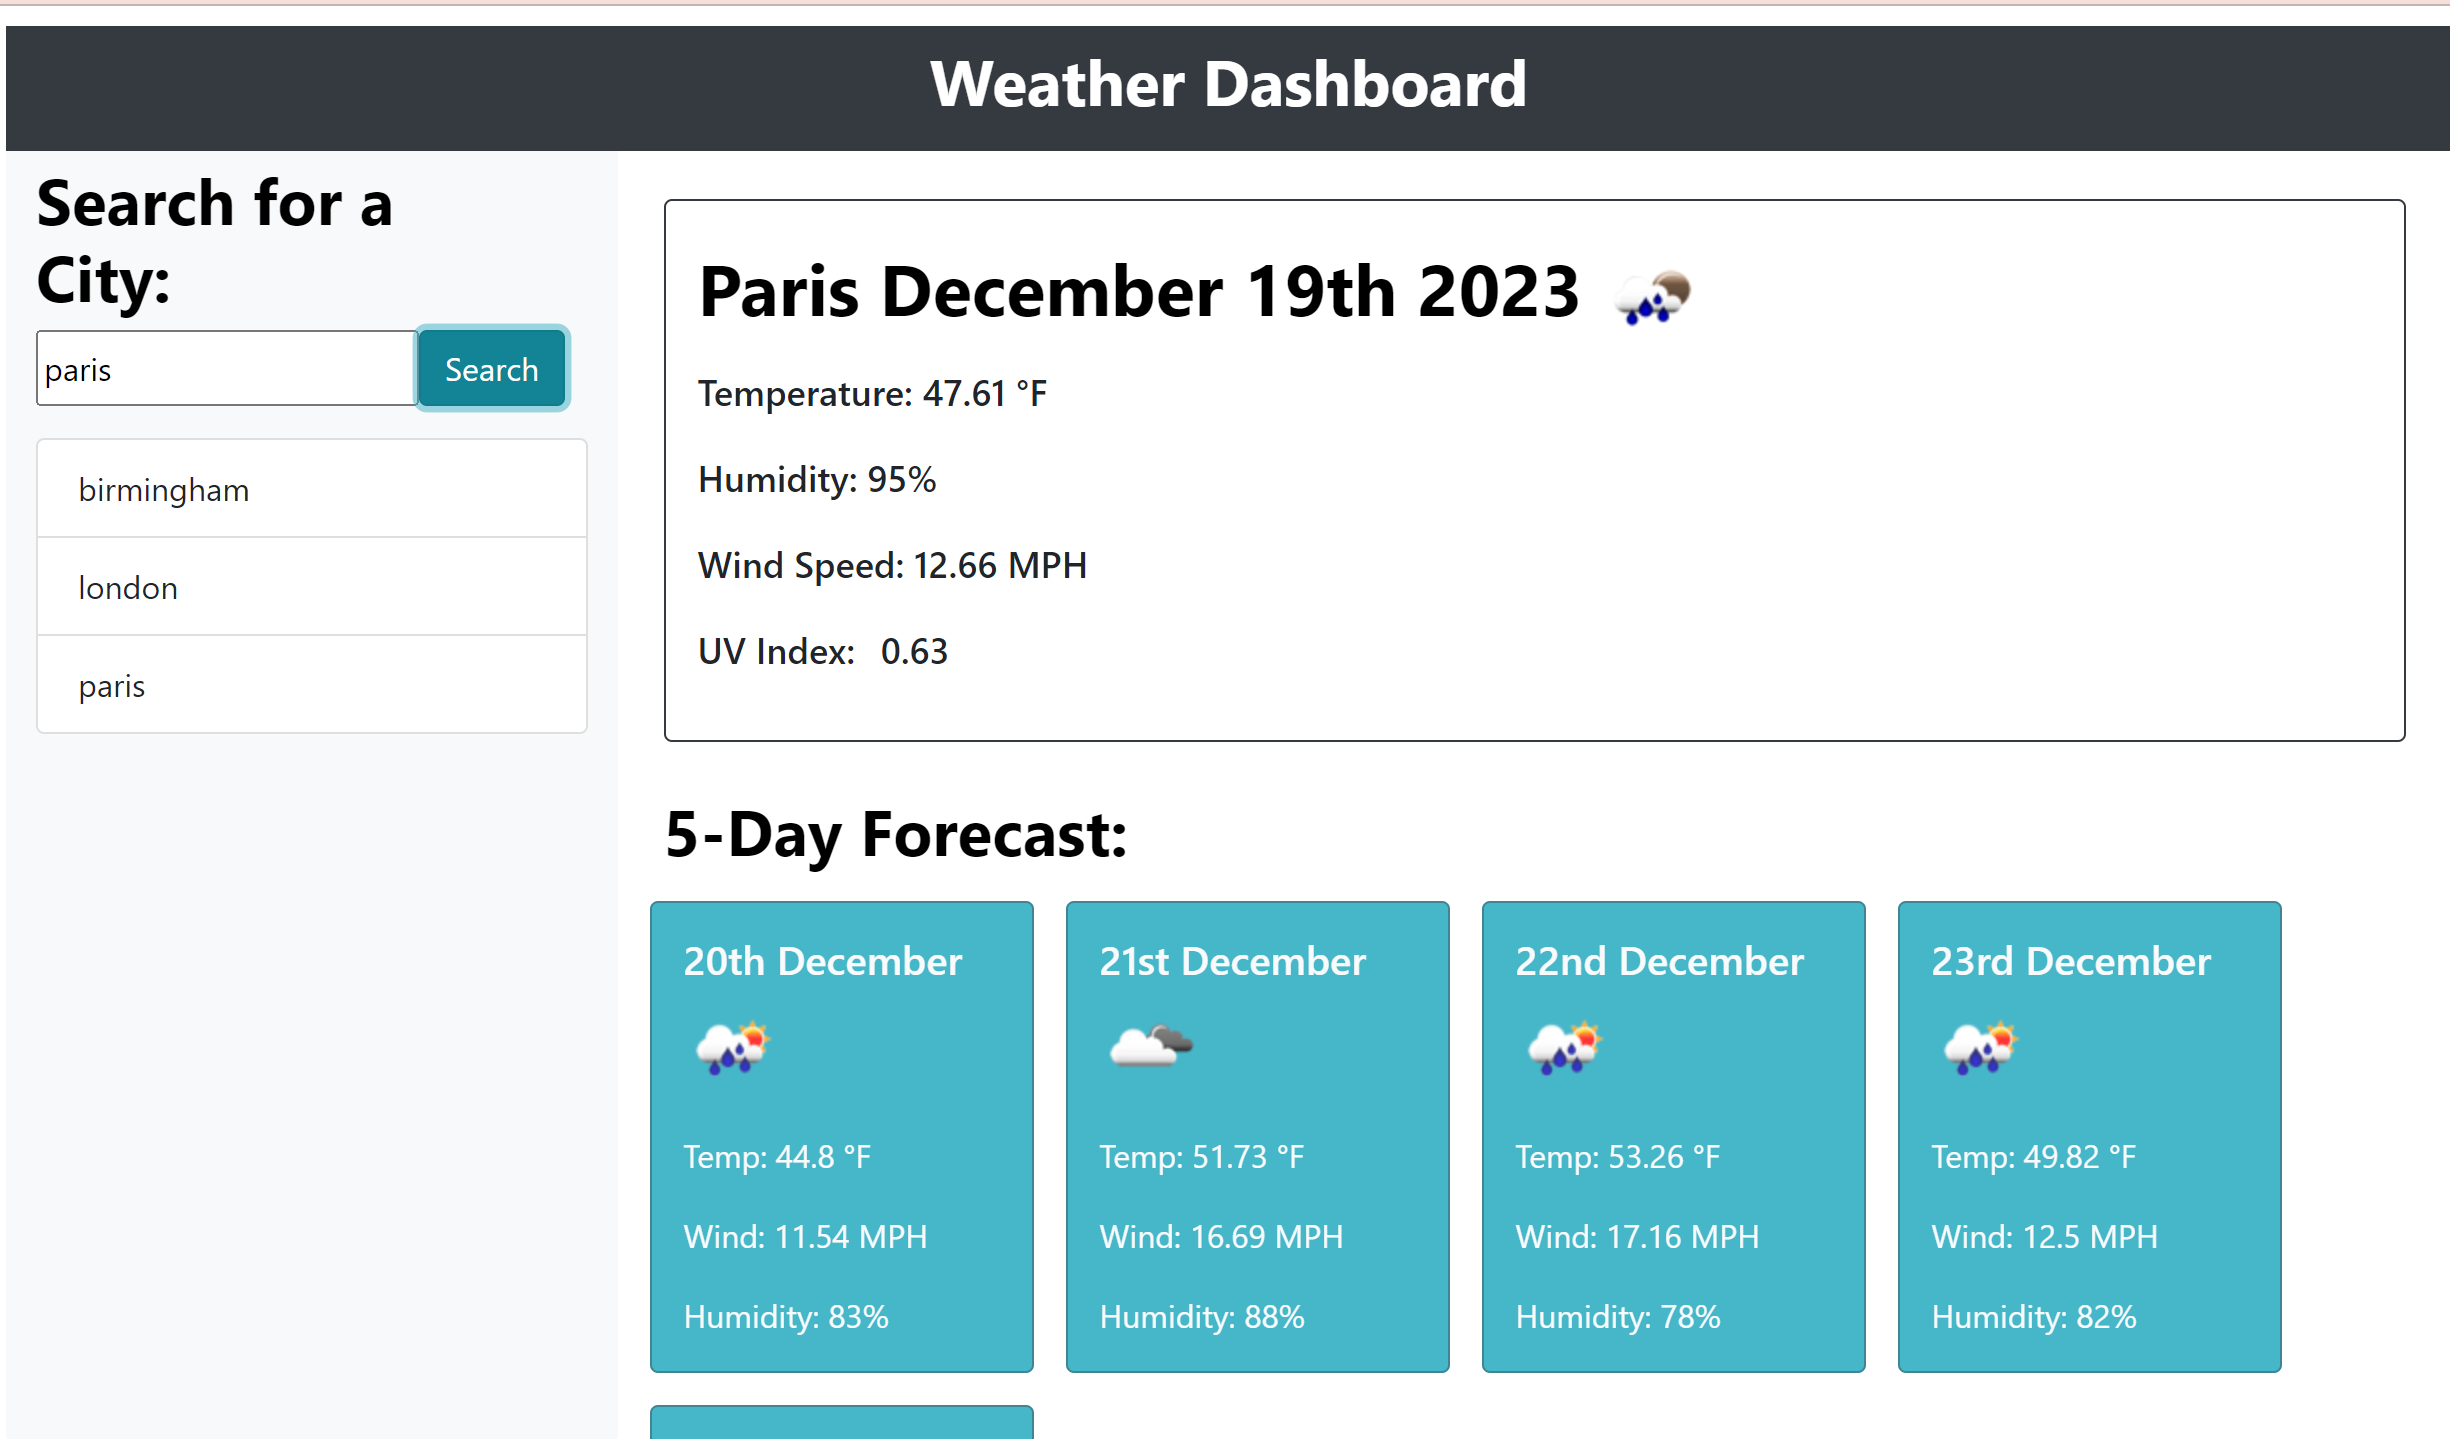 Weather Dashboard
Search for a
City:
paris
Search
birmingham
london
paris
Paris December 19th 2023
Temperature: 47.61 °F
Humidity: 95%
Wind Speed: 12.66 MPH
UV Index: 0.63
5-Day Forecast:
20th December
Temp: 44.8 °F
Wind: 11.54 MPH
Humidity: 83%
21st December
Temp: 51.73 °F
Wind: 16.69 MPH
Humidity: 88%
22nd December
Temp: 53.26 °F
Wind: 17.16 MPH
Humidity: 78%
23rd December
Temp: 49.82 °F
Wind: 12.5 MPH
Humidity: 82%